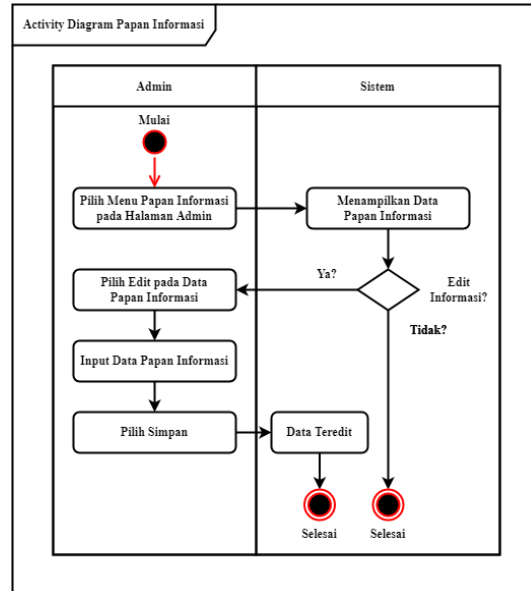 Activity Diagram Papan Informasi
Admin
Sistem
Mulai
Pilih Menu Papan Informasi
pada Halaman Admin
Menampilkan Data
Papan Informasi
Ya?
Edit
Informasi?
Pilih Edit pada Data
Papan Informasi
Tidak?
Input Data Papan Informasi
Pilih Simpan
Data Teredit
Selesai
Selesai